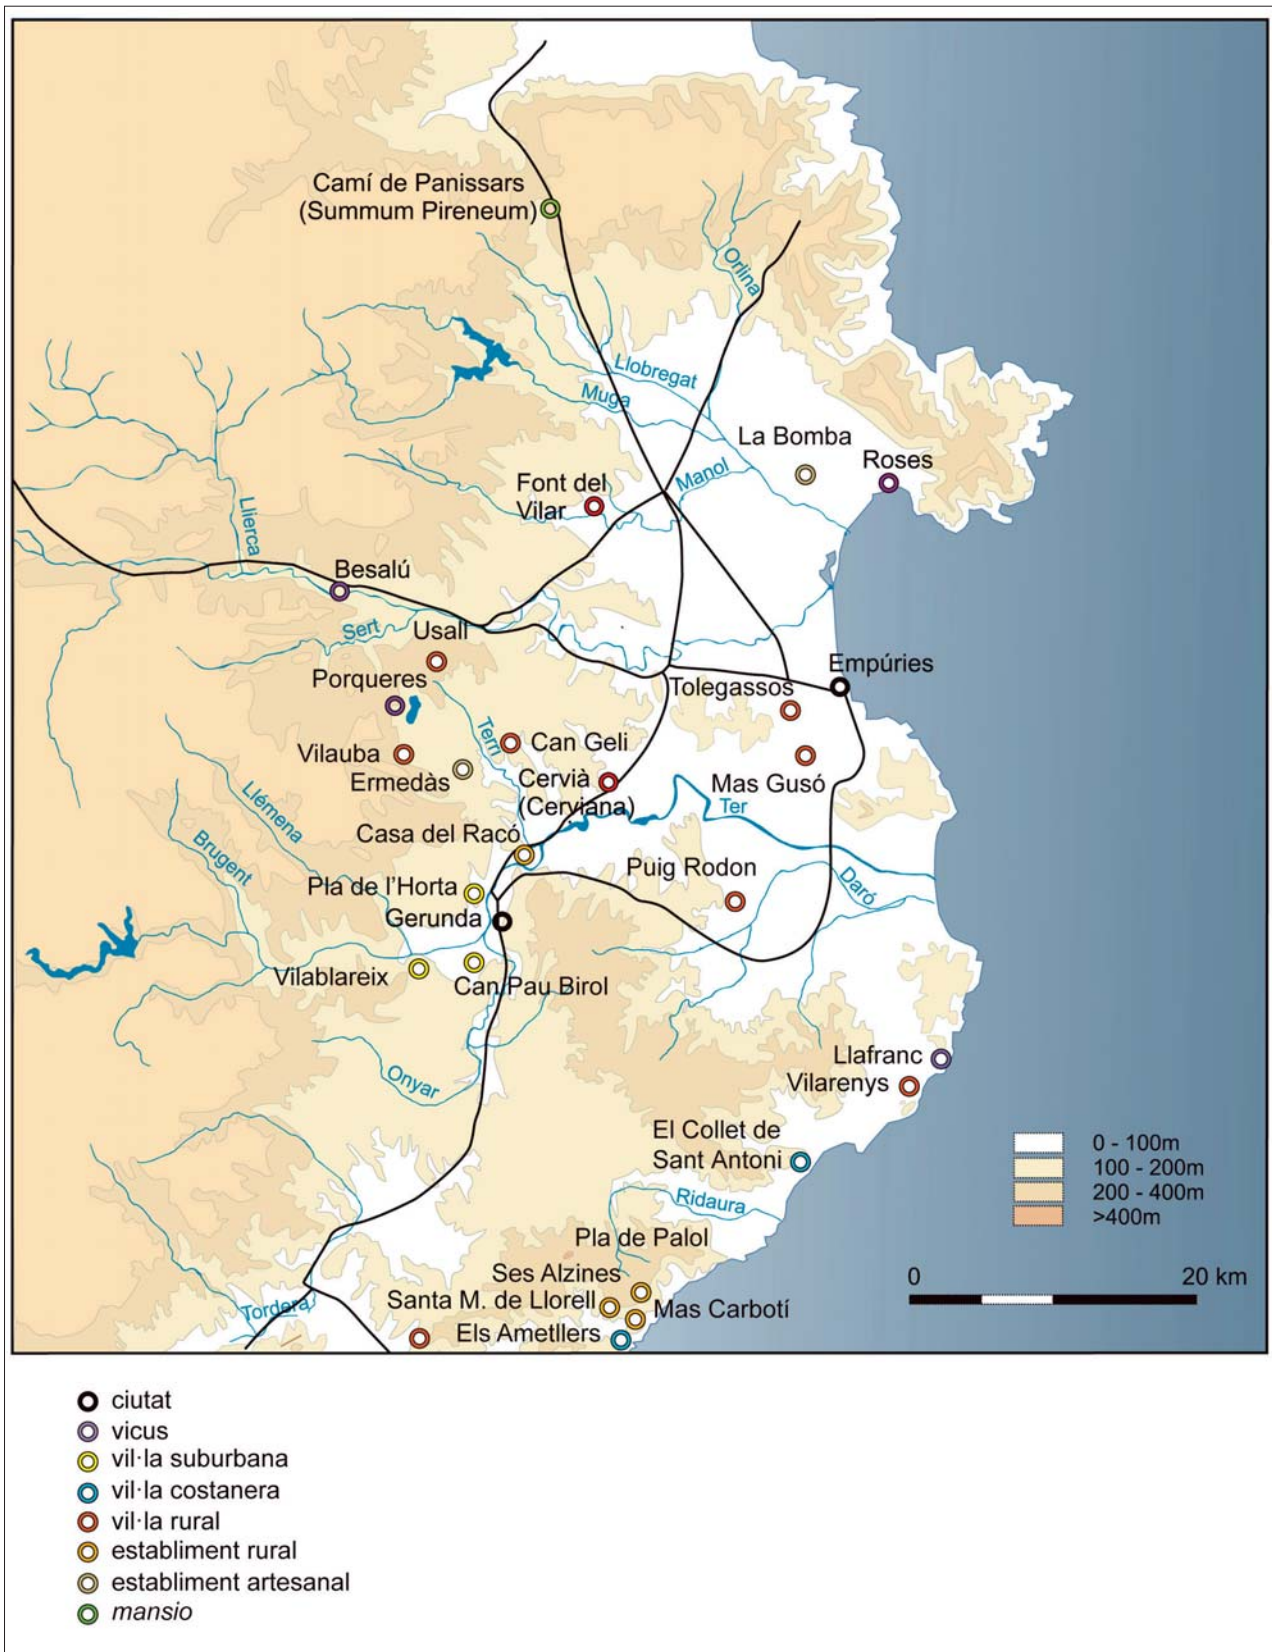 Camí de Panissars
(Summum Pireneum)
Orlina
Llobregat
Muga
La Bomba
Roses
Manol
Font del
Vilar
Llierca
Besalú
Sert
Usall
Porqueres
Empúries
Tolegassos
Terri
Can Geli
Vilauba
Ermedàs
Cervià
(Cerviana)
Mas Gusó
Ter
Llémena
Brugent
Casa del Racó
Puig Rodon
Daró
Pla de l'Horta
Gerunda
Vilablareix
Can Pau Birol
Onyar
Llafranc
Vilarenys
El Collet de
Sant Antoni
Ridaura
Pla de Palol
Ses Alzines
Santa M. de Llorell
Mas Carbotí
Els Ametllers
Tordera
0 - 100m
100 - 200m
200 - 400m
>400m
0 20 km
ciutat
vicus
vil·la suburbana
vil·la costanera
vil·la rural
establiment rural
establiment artesanal
mansio